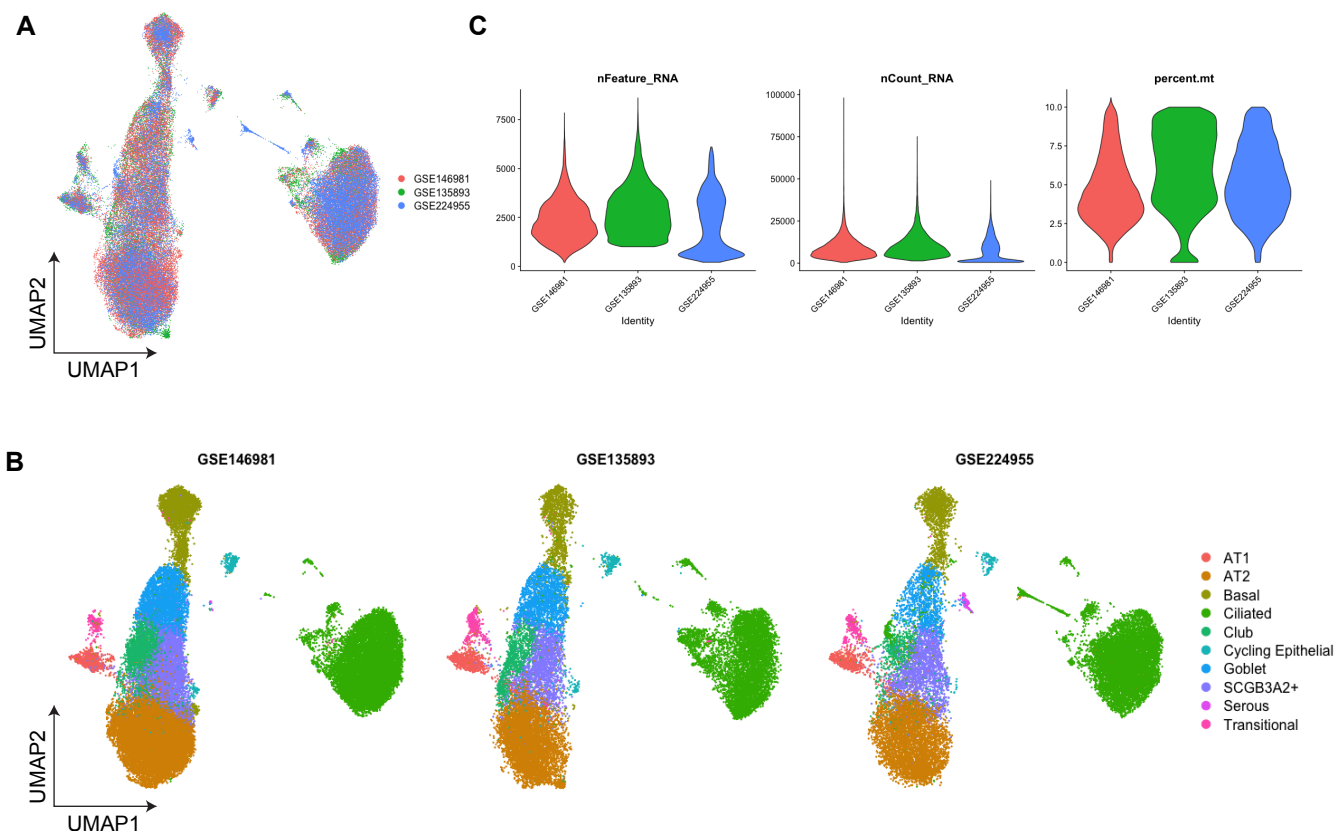 A
GSE146981
GSE135893
GSE224955
UMAP2
UMAP1
C
nFeature_RNA
7500
5000
2500
0
GSE146981
GSE135893
GSE224955
Identity
nCount_RNA
100000
75000
50000
25000
0
GSE146981
GSE135893
GSE224955
Identity
percent.mt
10.0
7.5
5.0
2.5
0.0
GSE146981
GSE135893
GSE224955
Identity
B
GSE146981
GSE135893
GSE224955
UMAP2
UMAP1
AT1
AT2
Basal
Ciliated
Club
Cycling Epithelial
Goblet
SCGB3A2+
Serous
Transitional